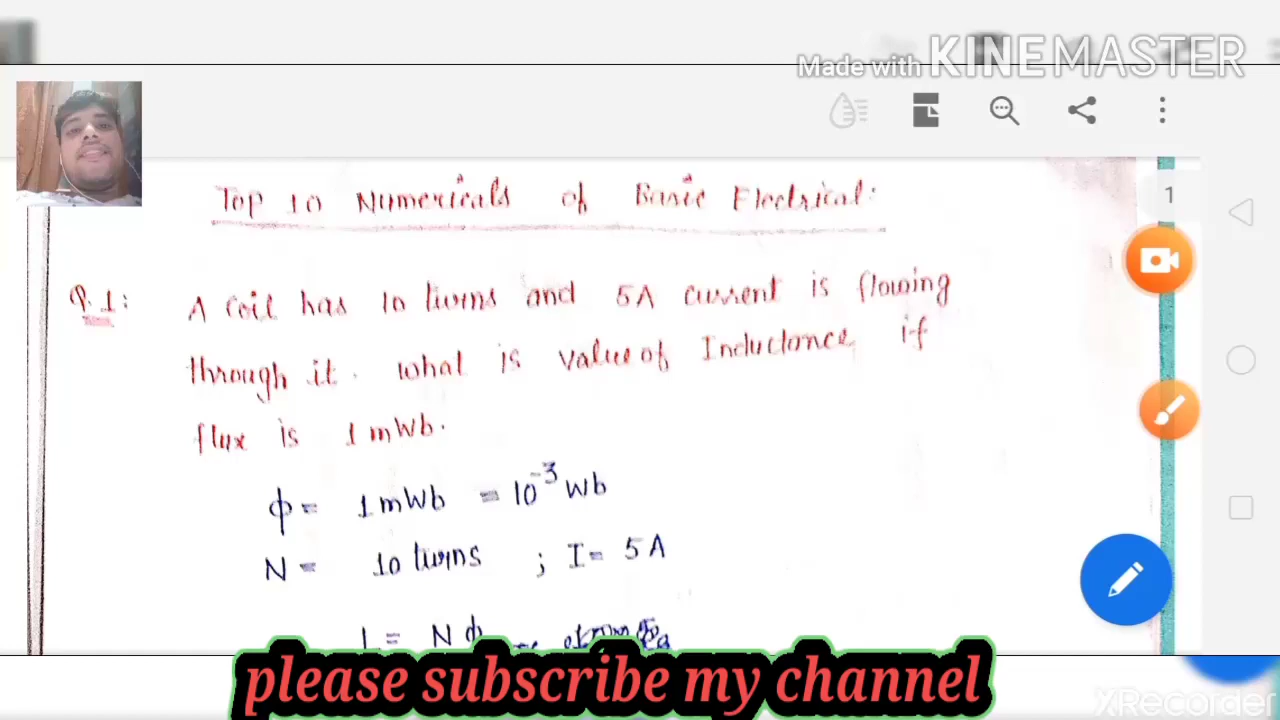 Made with KINEMASTER
Top 10 Numericals of Basic Electrical:
1
Q.1: A coil has 10 turns and 5A current is flowing
through it. what is value of Inductance, if
flux is 1 mWb.
ϕ = 1 mWb = 10⁻³ Wb
N = 10 turns ; I = 5 A
L = Nϕ
please subscribe my channel
XRecorder